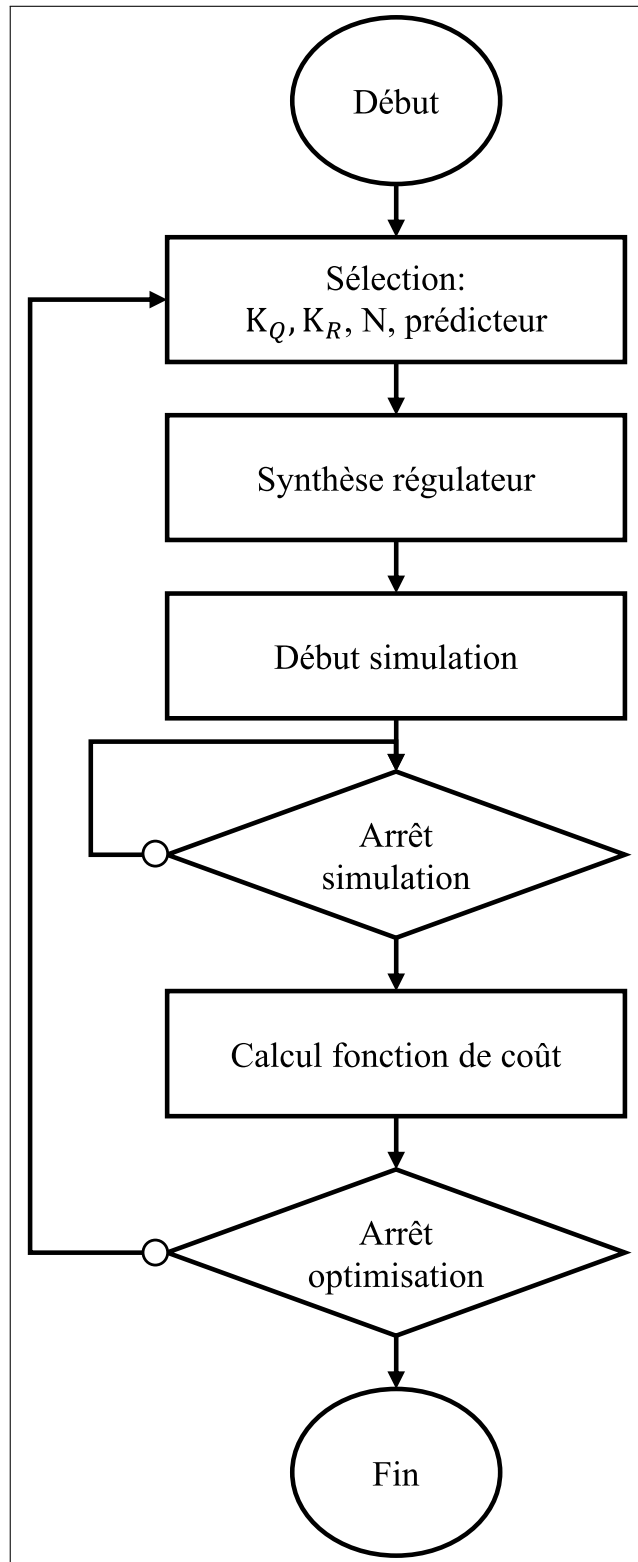 Début
Sélection:
K_Q, K_R, N, prédicteur
Synthèse régulateur
Début simulation
Arrêt
simulation
Calcul fonction de coût
Arrêt
optimisation
Fin